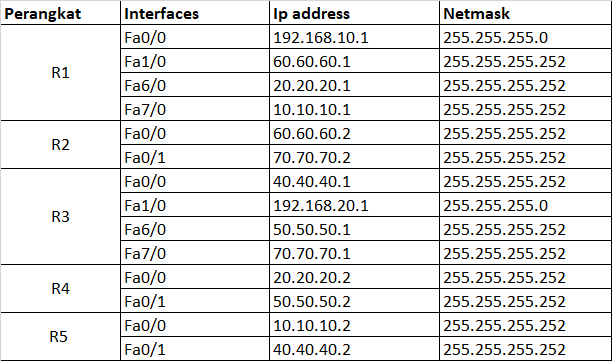 Perangkat Interfaces Ip address Netmask
R1 Fa0/0 192.168.10.1 255.255.255.0
Fa1/0 60.60.60.1 255.255.255.252
Fa6/0 20.20.20.1 255.255.255.252
Fa7/0 10.10.10.1 255.255.255.252
R2 Fa0/0 60.60.60.2 255.255.255.252
Fa0/1 70.70.70.2 255.255.255.252
R3 Fa0/0 40.40.40.1 255.255.255.252
Fa1/0 192.168.20.1 255.255.255.0
Fa6/0 50.50.50.1 255.255.255.252
Fa7/0 70.70.70.1 255.255.255.252
R4 Fa0/0 20.20.20.2 255.255.255.252
Fa0/1 50.50.50.2 255.255.255.252
R5 Fa0/0 10.10.10.2 255.255.255.252
Fa0/1 40.40.40.2 255.255.255.252